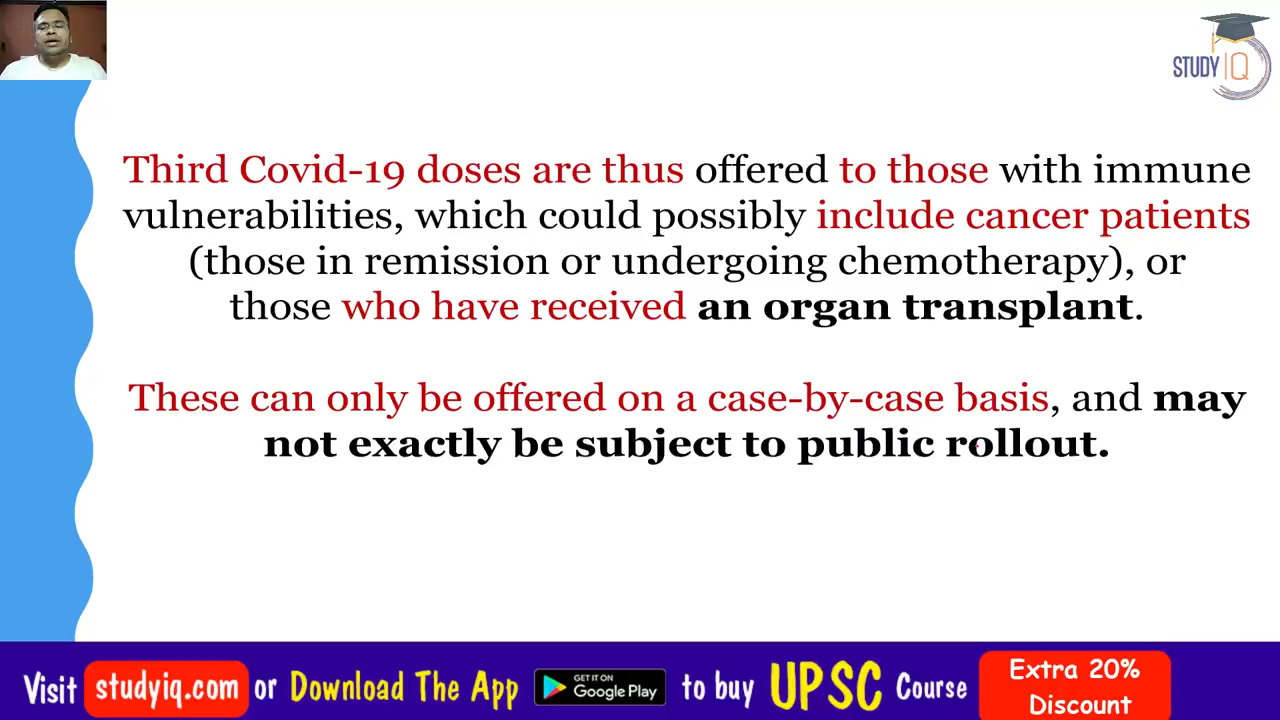 STUDY IQ
Third Covid-19 doses are thus offered to those with immune
vulnerabilities, which could possibly include cancer patients
(those in remission or undergoing chemotherapy), or
those who have received an organ transplant.
These can only be offered on a case-by-case basis, and may
not exactly be subject to public rollout.
Visit studyiq.com or Download The App GET IT ON Google Play to buy UPSC Course Extra 20% Discount